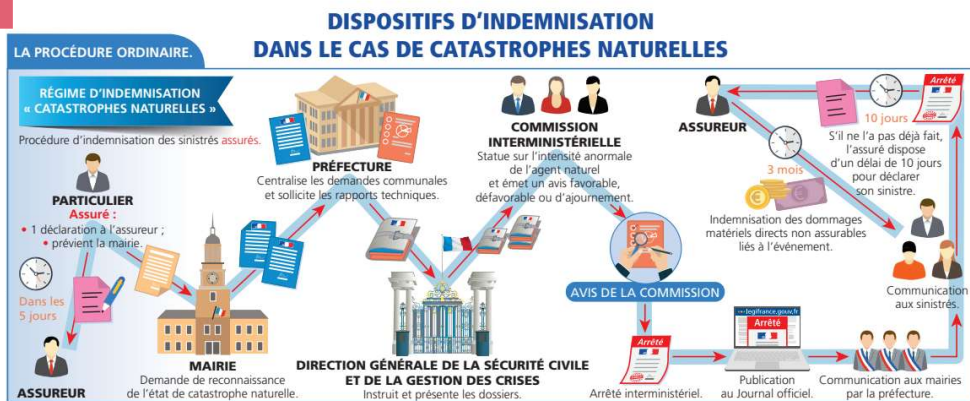 DISPOSITIFS D'INDEMNISATION
DANS LE CAS DE CATASTROPHES NATURELLES
LA PROCÉDURE ORDINAIRE.
RÉGIME D'INDEMNISATION
« CATASTROPHES NATURELLES »
Procédure d'indemnisation des sinistrés assurés.
PARTICULIER
Assuré :
• 1 déclaration à l'assureur ;
• prévient la mairie.
Dans les
5 jours
ASSUREUR
MAIRIE
Demande de reconnaissance
de l'état de catastrophe naturelle.
PRÉFECTURE
Centralise les demandes communales
et sollicite les rapports techniques.
DIRECTION GÉNÉRALE DE LA SÉCURITÉ CIVILE
ET DE LA GESTION DES CRISES
Instruit et présente les dossiers.
COMMISSION
INTERMINISTÉRIELLE
Statue sur l'intensité anormale
de l'agent naturel
et émet un avis favorable,
défavorable ou d'ajournement.
AVIS DE LA COMMISSION
Arrêté
Arrêté interministériel.
legifrance.gouv.fr
Arrêté
Publication
au Journal officiel.
Communication aux mairies
par la préfecture.
Communication
aux sinistrés.
Arrêté
10 jours
S'il ne l'a pas déjà fait,
l'assuré dispose
d'un délai de 10 jours
pour déclarer
son sinistre.
ASSUREUR
3 mois
Indemnisation des dommages
matériels directs non assurables
liés à l'événement.